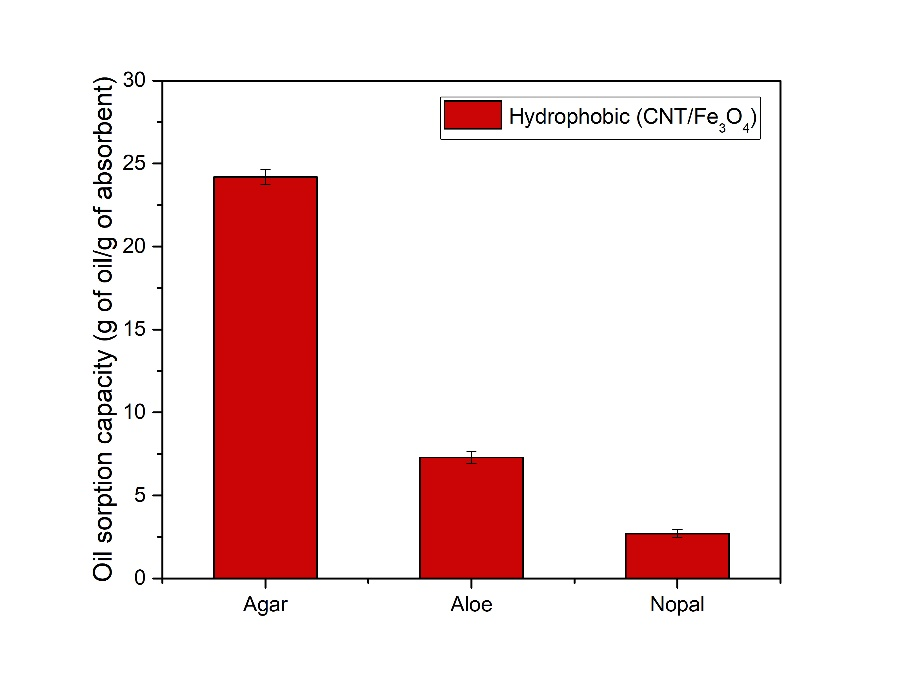 Oil sorption capacity (g of oil/g of absorbent)
30
25
20
15
10
5
0
Hydrophobic (CNT/Fe₃O₄)
Agar
Aloe
Nopal